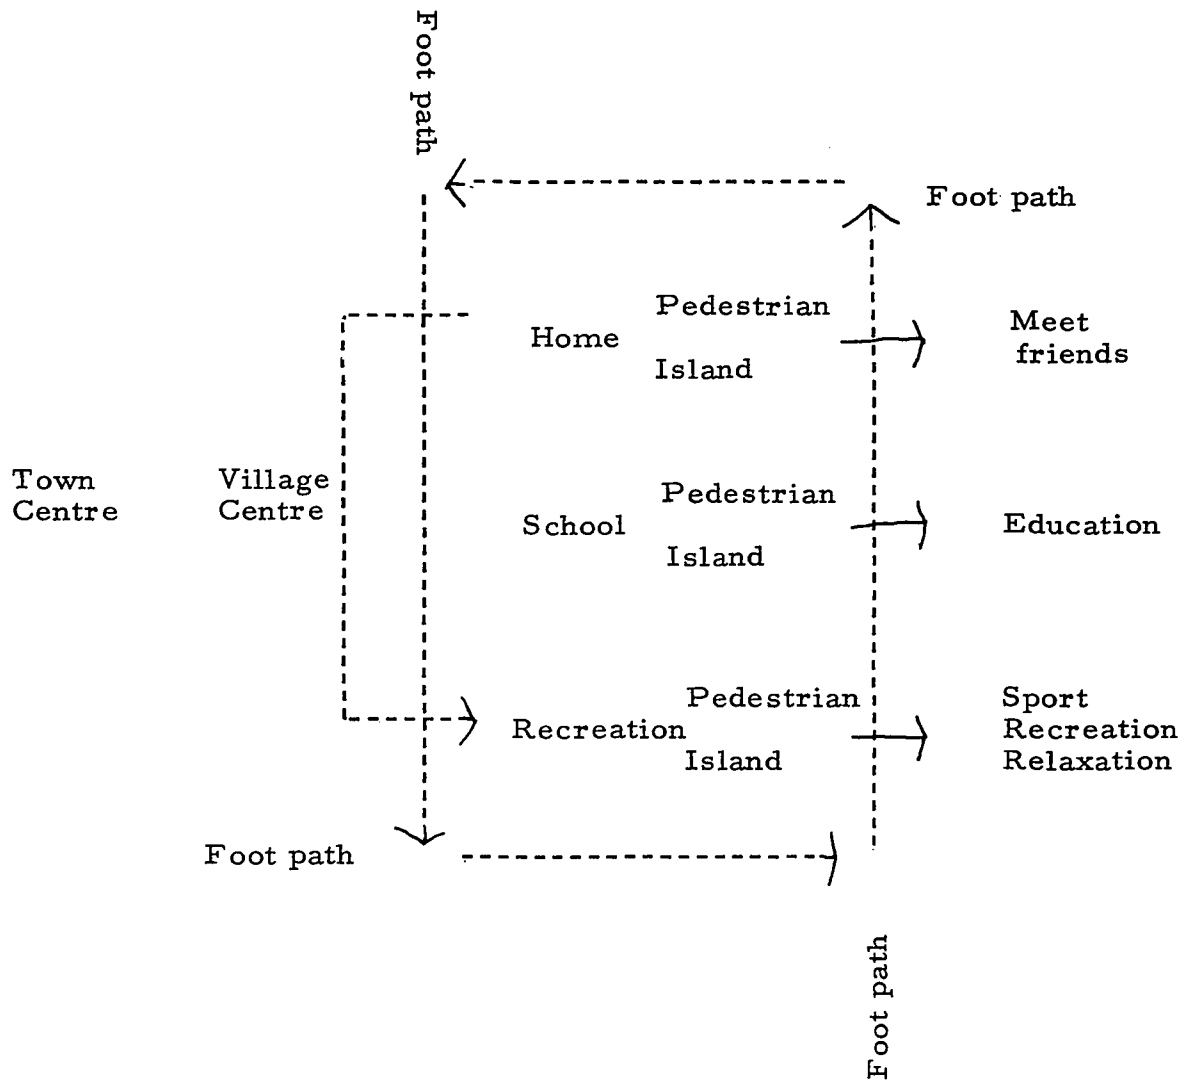 Foot path
Foot path
Pedestrian
Home
Island
Meet
friends
Town
Centre
Village
Centre
Pedestrian
School
Island
Education
Pedestrian
Recreation
Island
Sport
Recreation
Relaxation
Foot path
Foot path